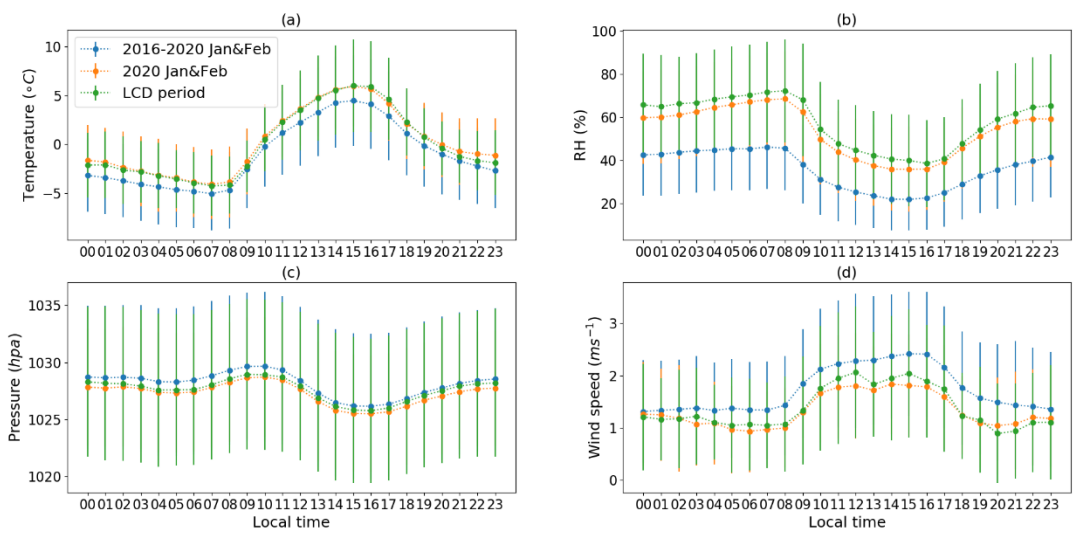 (a)
Temperature (∘C)
10
5
0
−5
2016-2020 Jan&Feb
2020 Jan&Feb
LCD period
00 01 02 03 04 05 06 07 08 09 10 11 12 13 14 15 16 17 18 19 20 21 22 23
(b)
RH (%)
100
80
60
40
20
00 01 02 03 04 05 06 07 08 09 10 11 12 13 14 15 16 17 18 19 20 21 22 23
(c)
Pressure (hpa)
1035
1030
1025
1020
00 01 02 03 04 05 06 07 08 09 10 11 12 13 14 15 16 17 18 19 20 21 22 23
Local time
(d)
Wind speed (ms⁻¹)
3
2
1
0
00 01 02 03 04 05 06 07 08 09 10 11 12 13 14 15 16 17 18 19 20 21 22 23
Local time